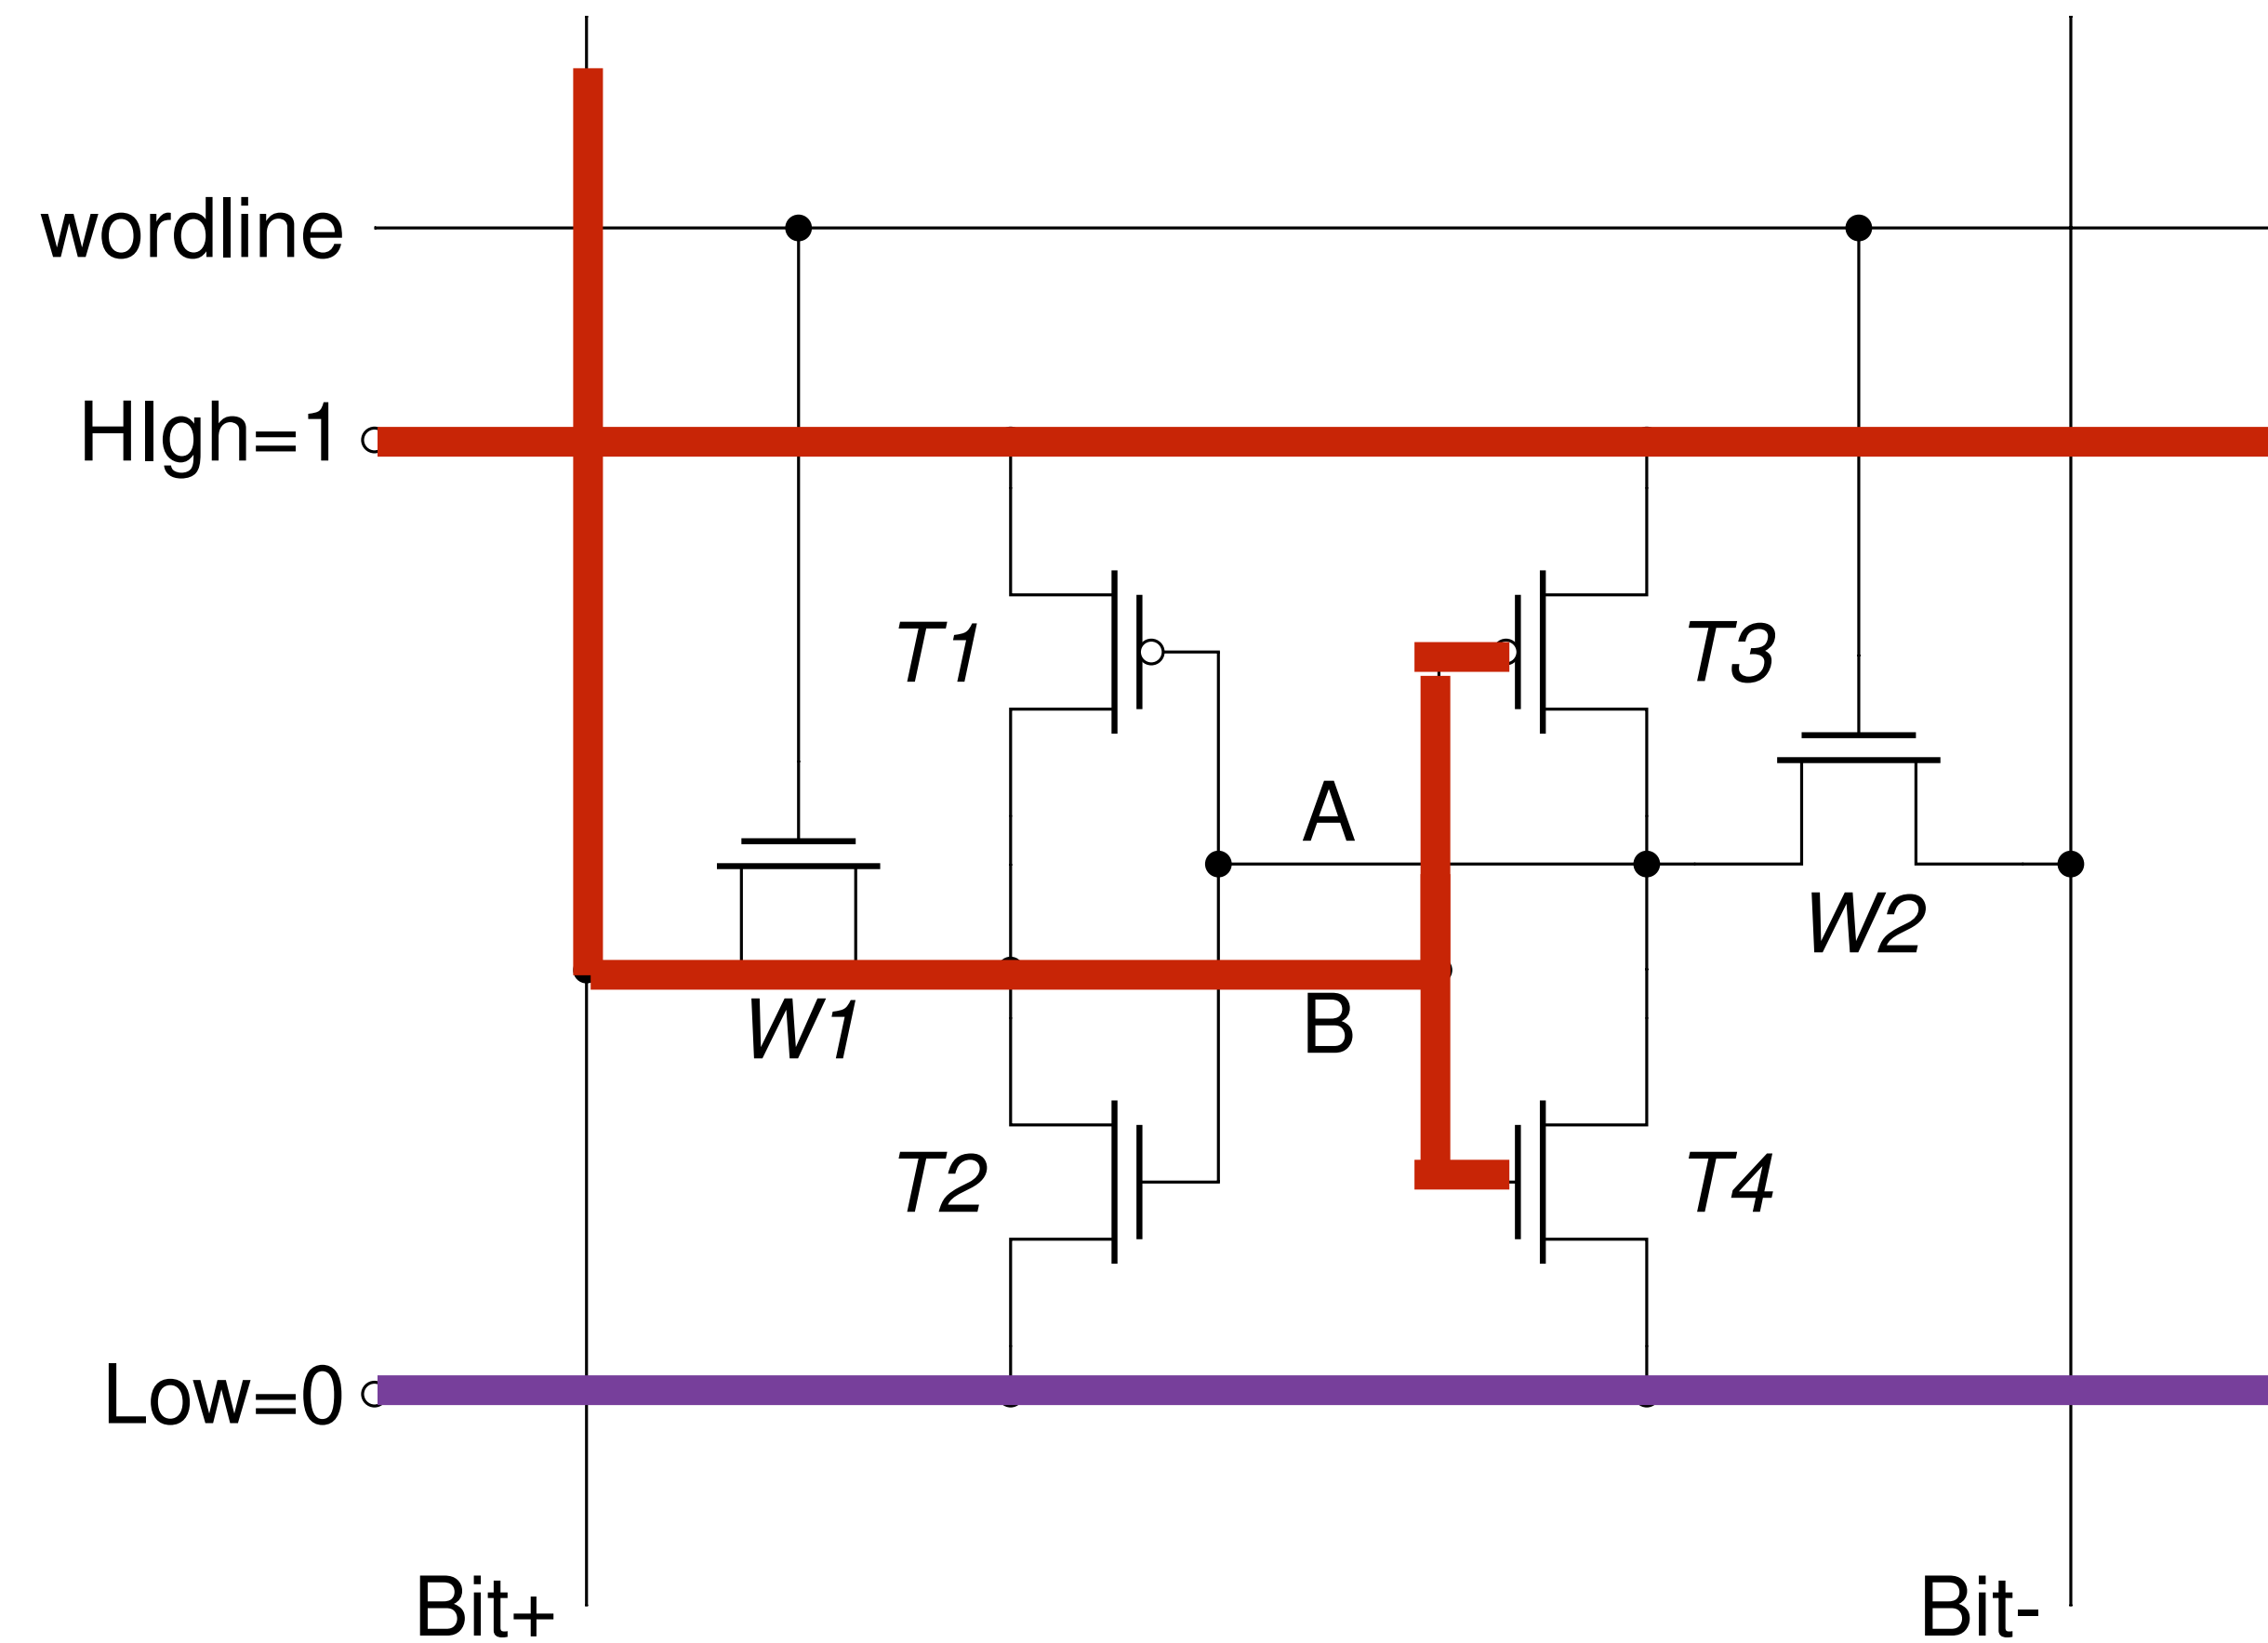 wordline
HIgh=1
T1
T3
A
W2
B
W1
T2
T4
Low=0
Bit+
Bit-